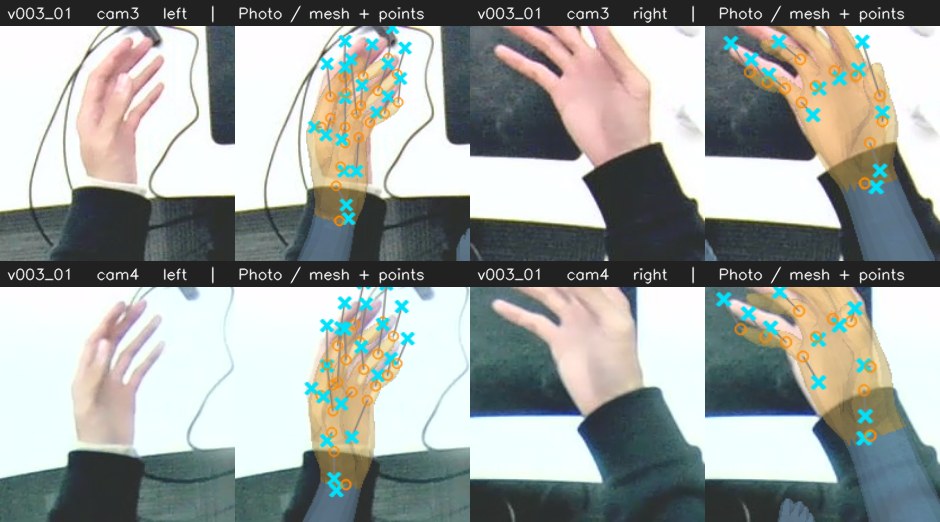 v003_01 cam3 left | Photo / mesh + points
v003_01 cam3 right | Photo / mesh + points
v003_01 cam4 left | Photo / mesh + points
v003_01 cam4 right | Photo / mesh + points